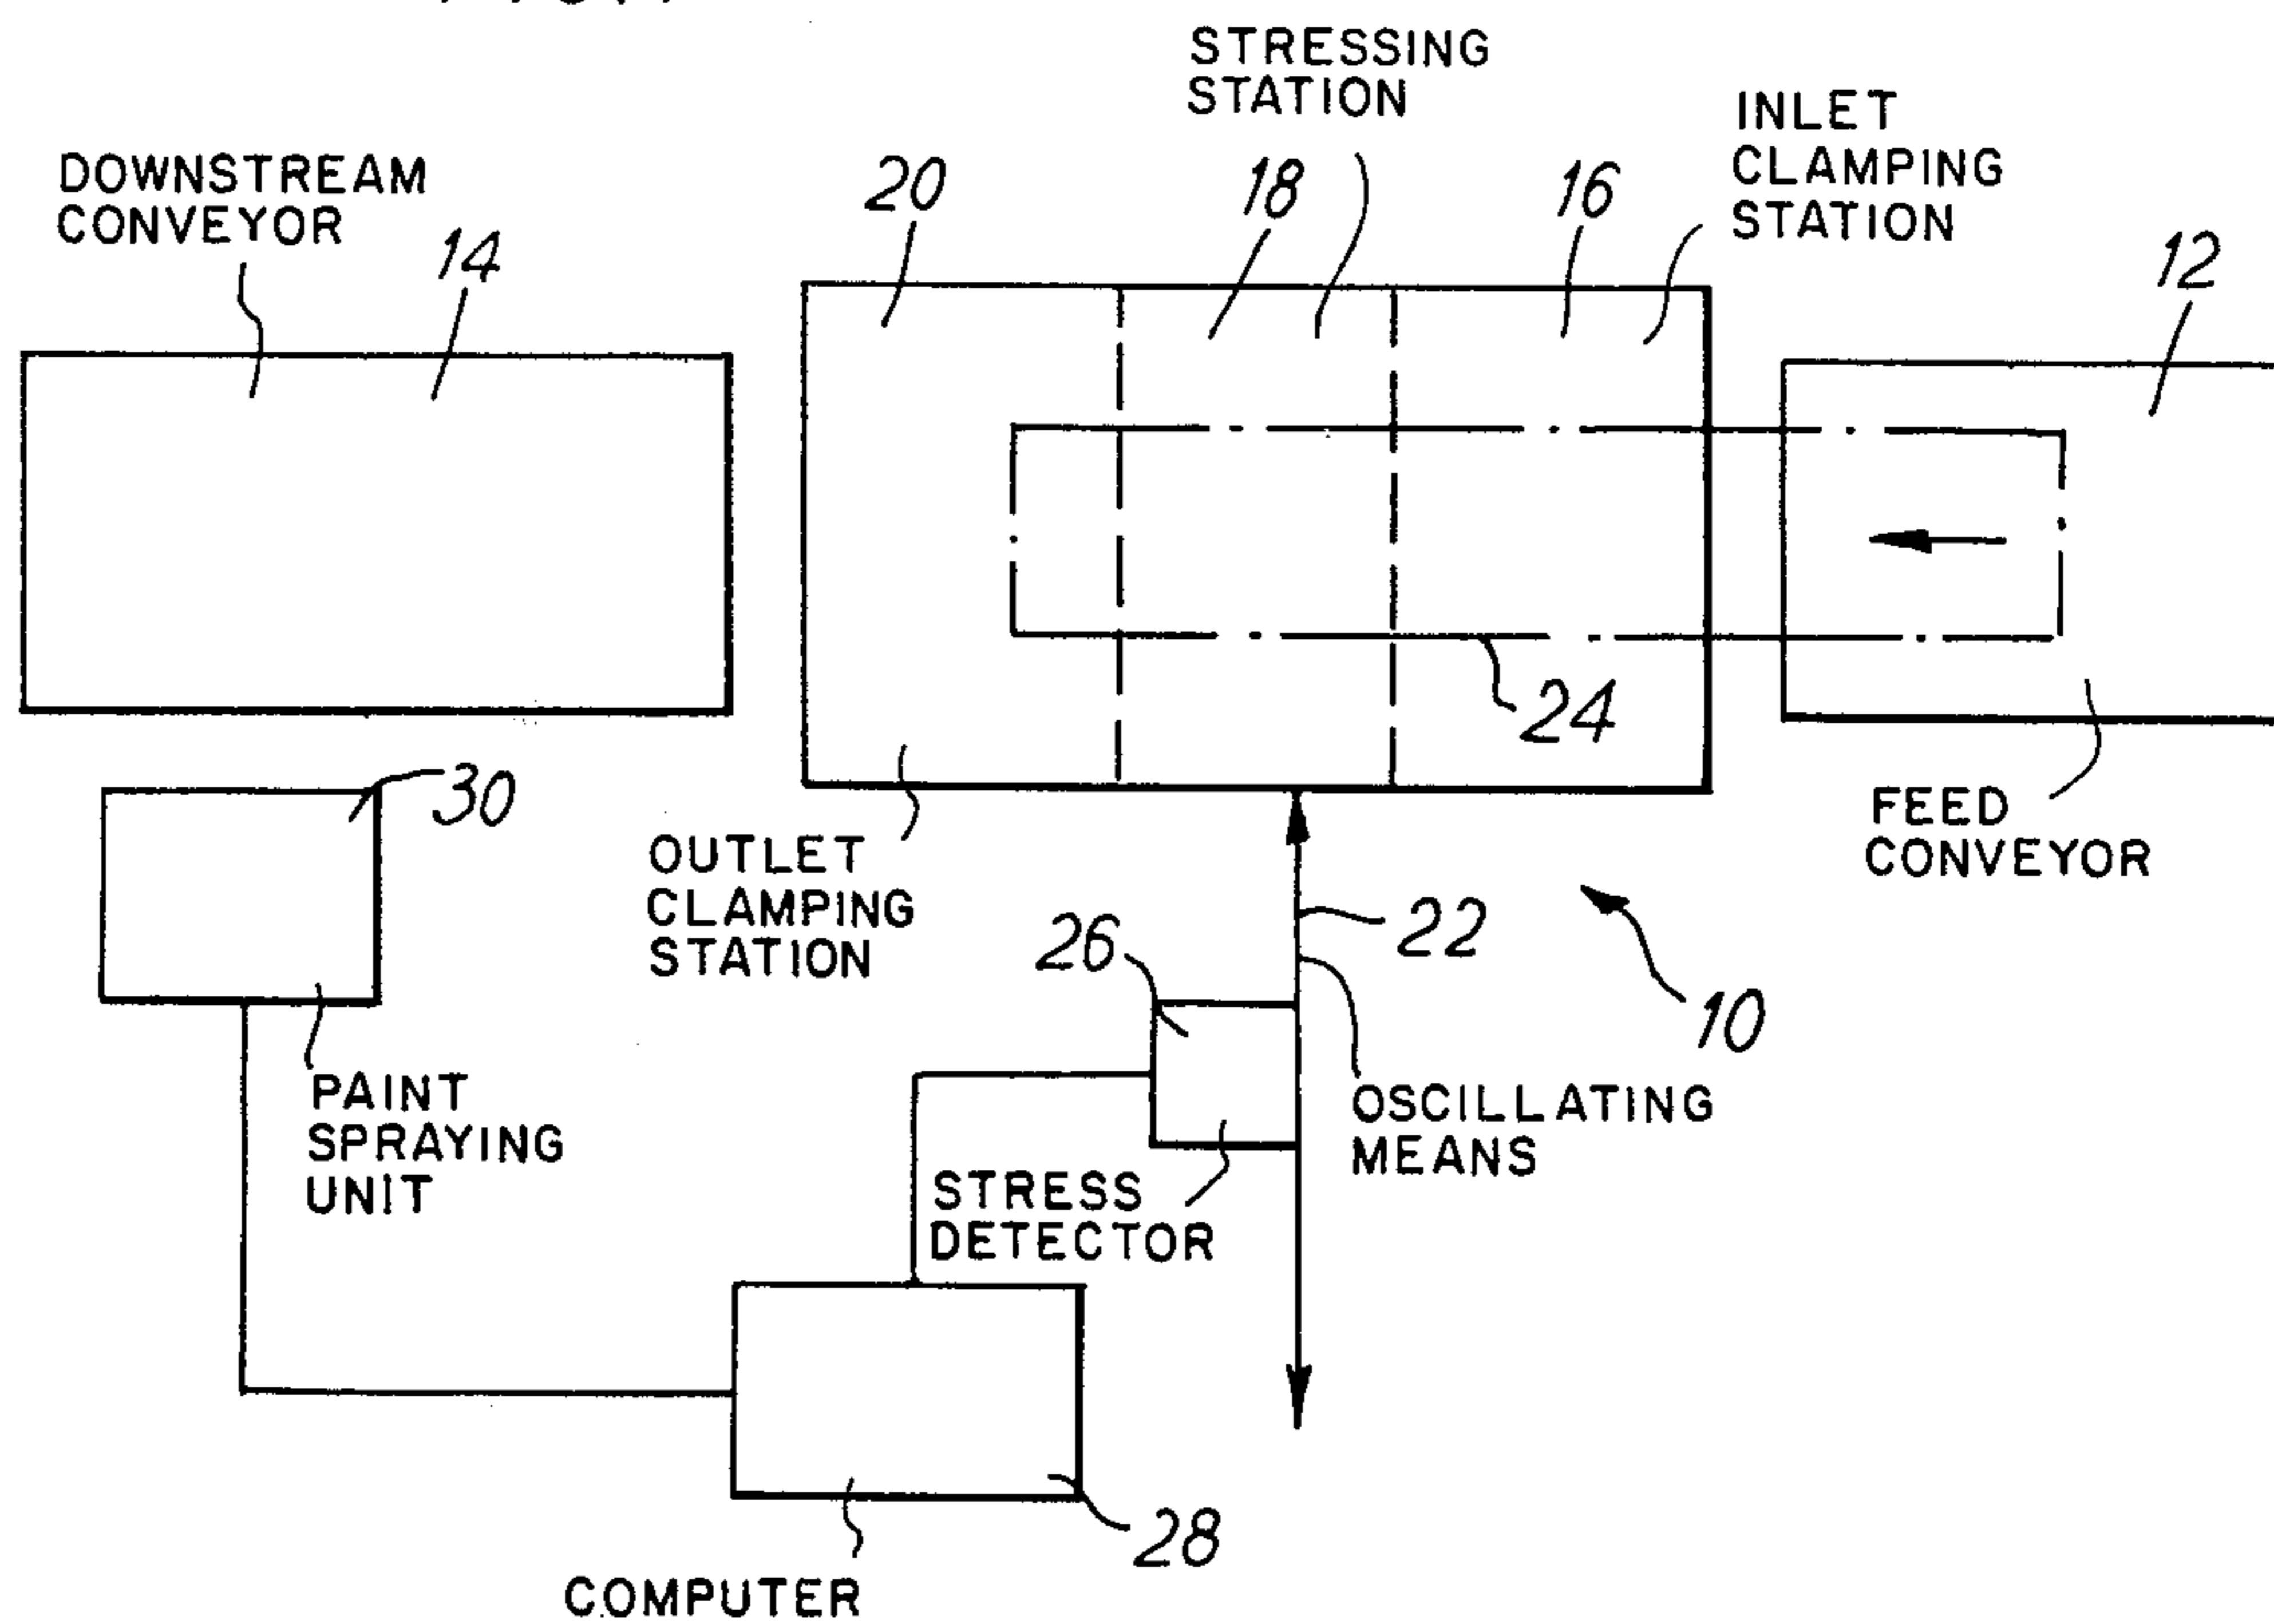 STRESSING
STATION
INLET
CLAMPING
STATION
DOWNSTREAM
CONVEYOR
20
18
16
14
12
24
30
FEED
CONVEYOR
OUTLET
CLAMPING
STATION
22
26
10
PAINT
SPRAYING
UNIT
OSCILLATING
MEANS
STRESS
DETECTOR
28
COMPUTER